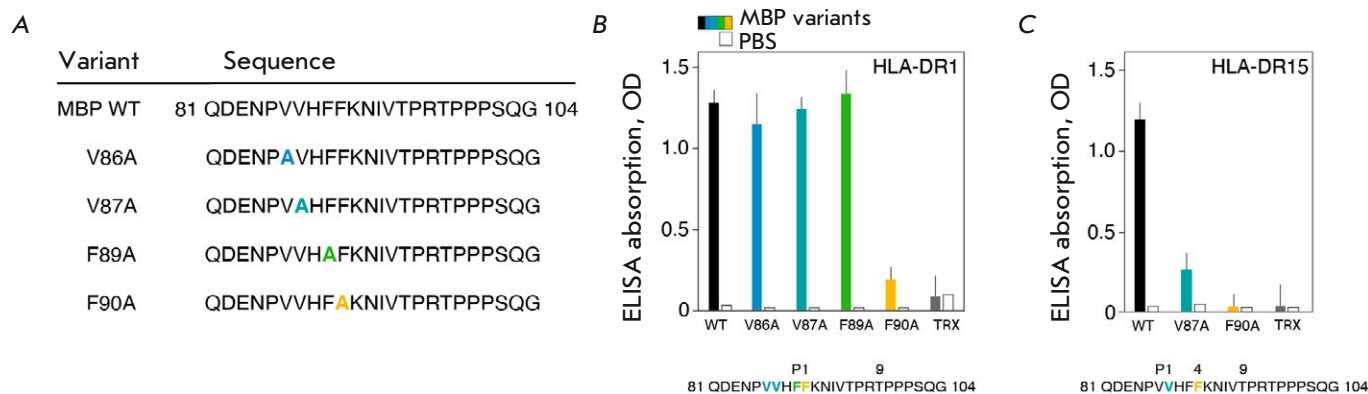 A
Variant Sequence
MBP WT 81 QDENPVVHFFKNIVTPRTPPPSQG 104
V86A QDENPAVHFFKNIVTPRTPPPSQG
V87A QDENPVAHFFKNIVTPRTPPPSQG
F89A QDENPVVHAFKNIVTPRTPPPSQG
F90A QDENPVVHFAKNIVTPRTPPPSQG
B
MBP variants
PBS
HLA-DR1
ELISA absorption, OD
1.5
1.0
0.5
0
WT V86A V87A F89A F90A TRX
P1 9
81 QDENPVVHFFKNIVTPRTPPPSQG 104
C
HLA-DR15
ELISA absorption, OD
1.5
1.0
0.5
0
WT V87A F90A TRX
P1 4 9
81 QDENPVVHFFKNIVTPRTPPPSQG 104